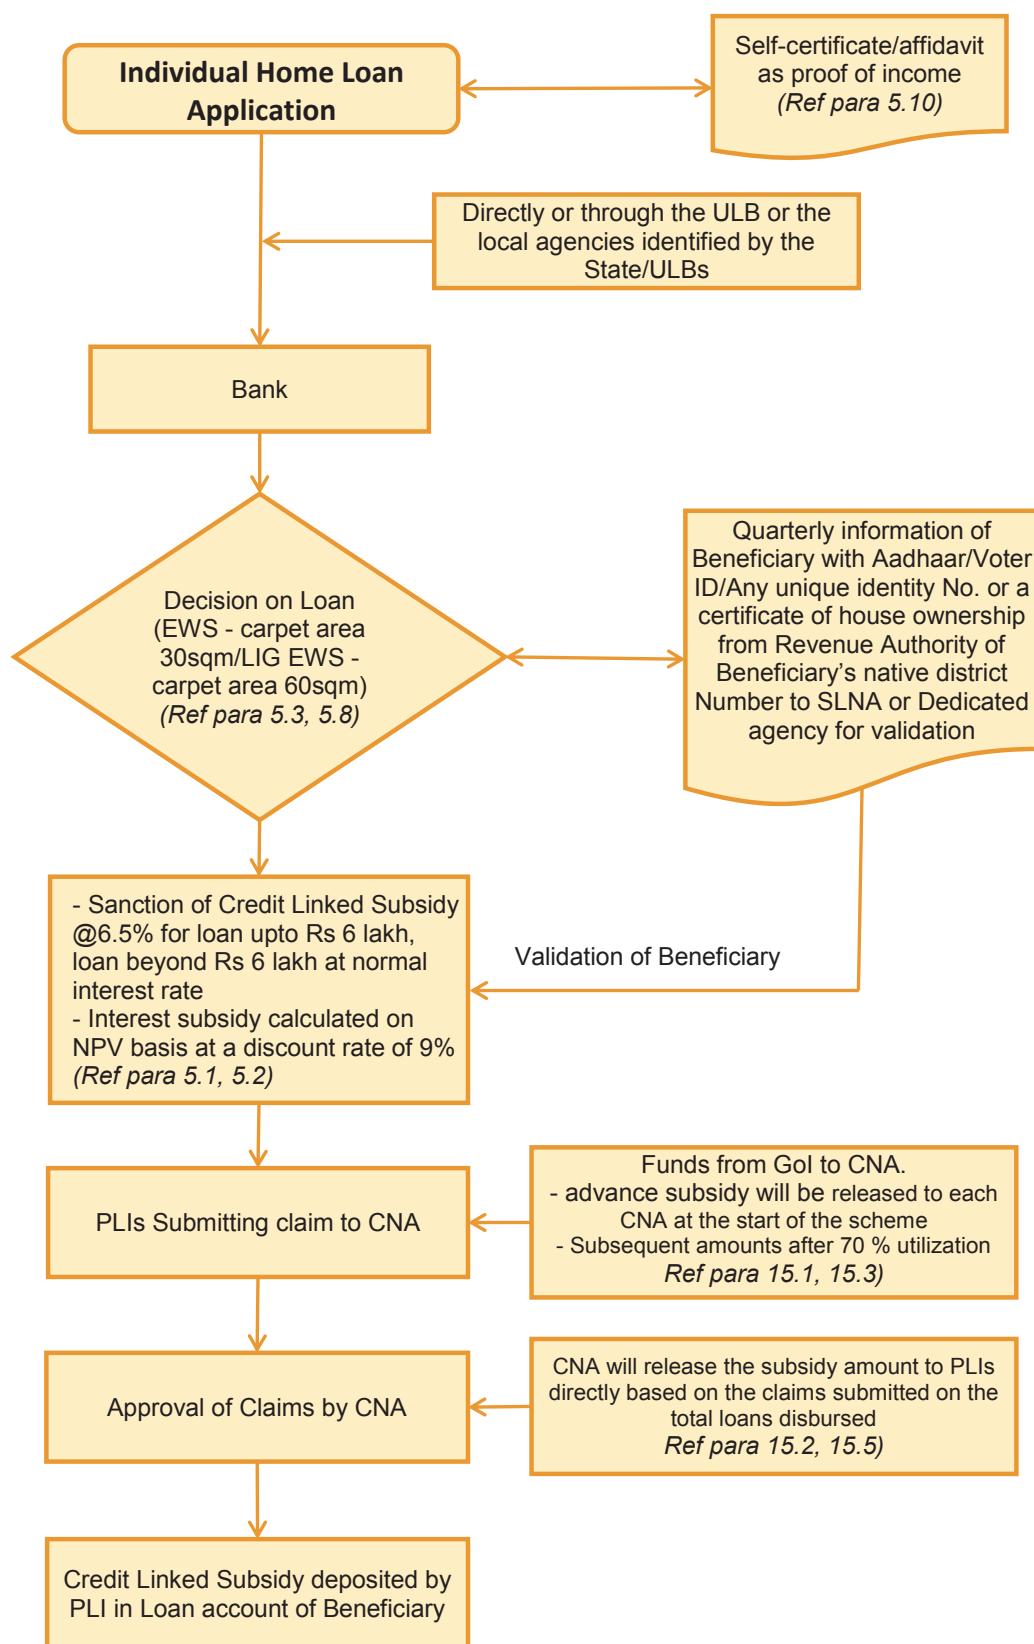 Individual Home Loan
Application
Self-certificate/affidavit
as proof of income
(Ref para 5.10)
Directly or through the ULB or the
local agencies identified by the
State/ULBs
Bank
Decision on Loan
(EWS - carpet area
30sqm/LIG EWS -
carpet area 60sqm)
(Ref para 5.3, 5.8)
Quarterly information of
Beneficiary with Aadhaar/Voter
ID/Any unique identity No. or a
certificate of house ownership
from Revenue Authority of
Beneficiary’s native district
Number to SLNA or Dedicated
agency for validation
- Sanction of Credit Linked Subsidy
@6.5% for loan upto Rs 6 lakh,
loan beyond Rs 6 lakh at normal
interest rate
- Interest subsidy calculated on
NPV basis at a discount rate of 9%
(Ref para 5.1, 5.2)
Validation of Beneficiary
PLIs Submitting claim to CNA
Funds from GoI to CNA.
- advance subsidy will be released to each
CNA at the start of the scheme
- Subsequent amounts after 70 % utilization
Ref para 15.1, 15.3)
Approval of Claims by CNA
CNA will release the subsidy amount to PLIs
directly based on the claims submitted on the
total loans disbursed
Ref para 15.2, 15.5)
Credit Linked Subsidy deposited by
PLI in Loan account of Beneficiary